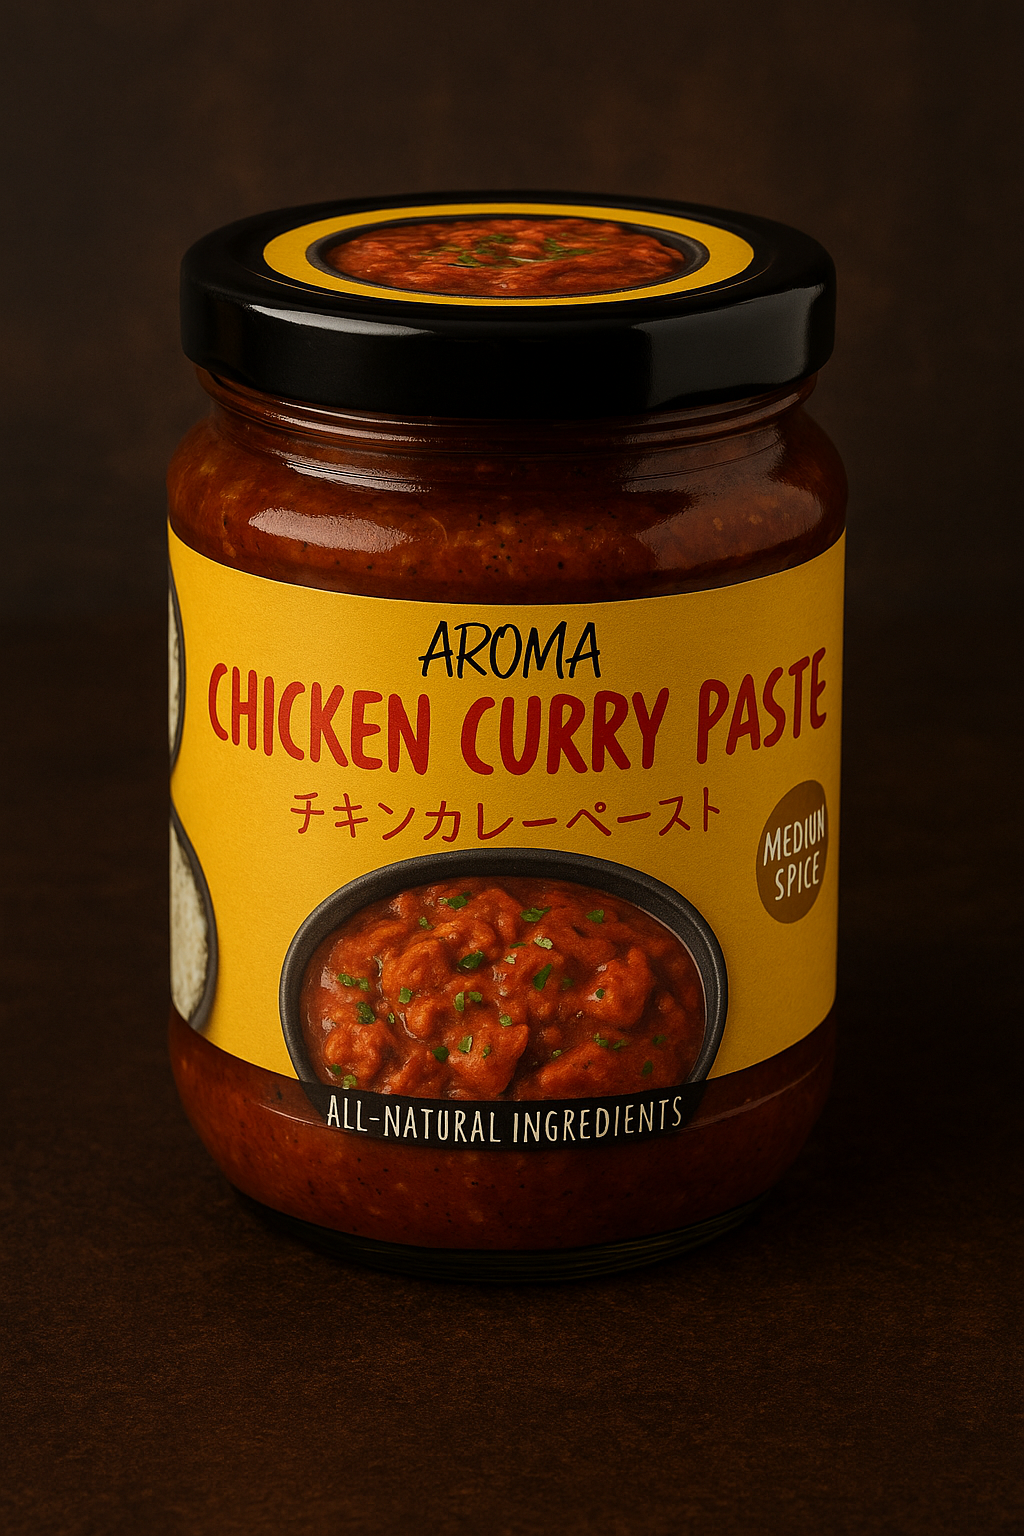 AROMA
CHICKEN CURRY PASTE
チキンカレーペースト
MEDIUN
SPICE
ALL-NATURAL INGREDIENTS